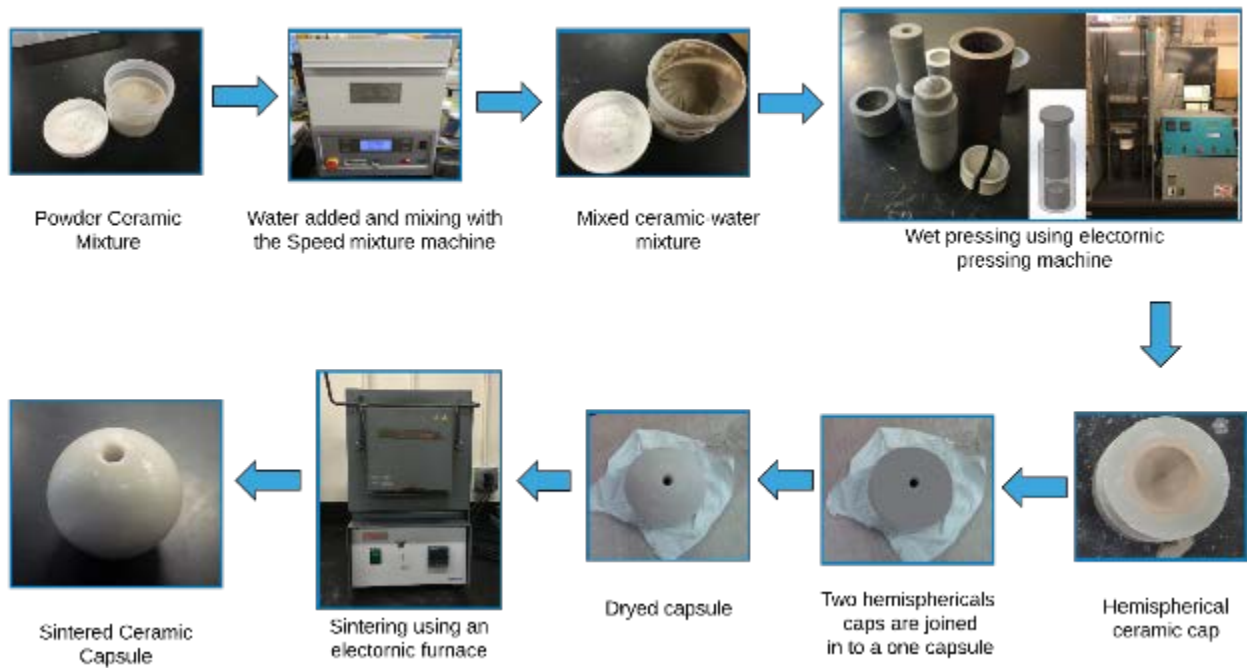 Powder Ceramic
Mixture
Water added and mixing with
the Speed mixture machine
Mixed ceramic-water
mixture
Wet pressing using electornic
pressing machine
Hemispherical
ceramic cap
Two hemisphericals
caps are joined
in to a one capsule
Dryed capsule
Sintering using an
electornic furnace
Sintered Ceramic
Capsule